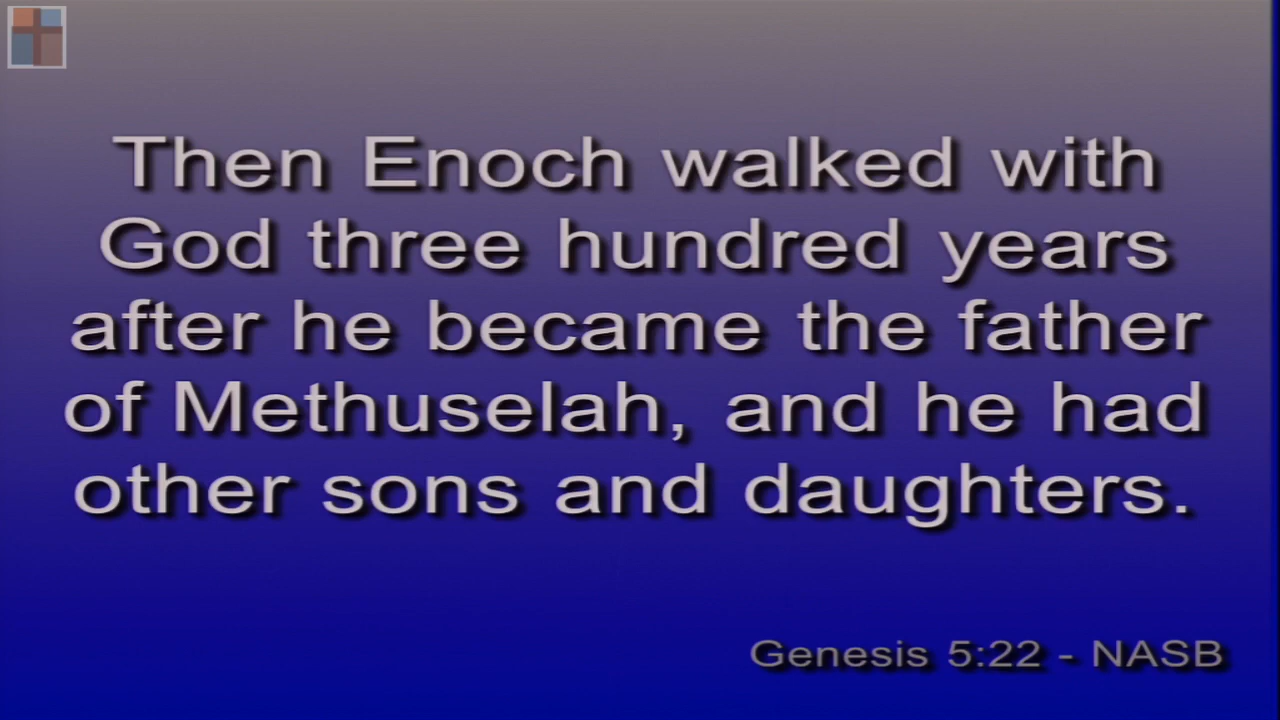 Then Enoch walked with
God three hundred years
after he became the father
of Methuselah, and he had
other sons and daughters.
Genesis 5:22 - NASB